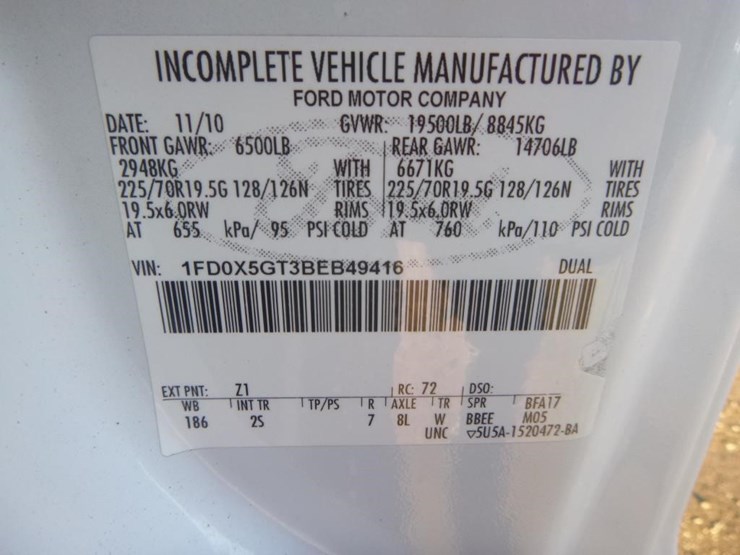 INCOMPLETE VEHICLE MANUFACTURED BY
FORD MOTOR COMPANY
DATE: 11/10 GVWR: 19500LB/ 8845KG
FRONT GAWR: 6500LB REAR GAWR: 14706LB
2948KG WITH 6671KG WITH
225/70R19.5G 128/126N TIRES 225/70R19.5G 128/126N TIRES
19.5x6.0RW RIMS 19.5x6.0RW RIMS
AT 655 kPa/ 95 PSI COLD AT 760 kPa/110 PSI COLD
VIN: 1FD0X5GT3BEB49416 DUAL
EXT PNT: Z1 RC: 72 DSO:
WB INT TR TP/PS R AXLE TR SPR BFA17
186 2S 7 8L W BBEE M05
UNC ▽5U5A-1520472-BA